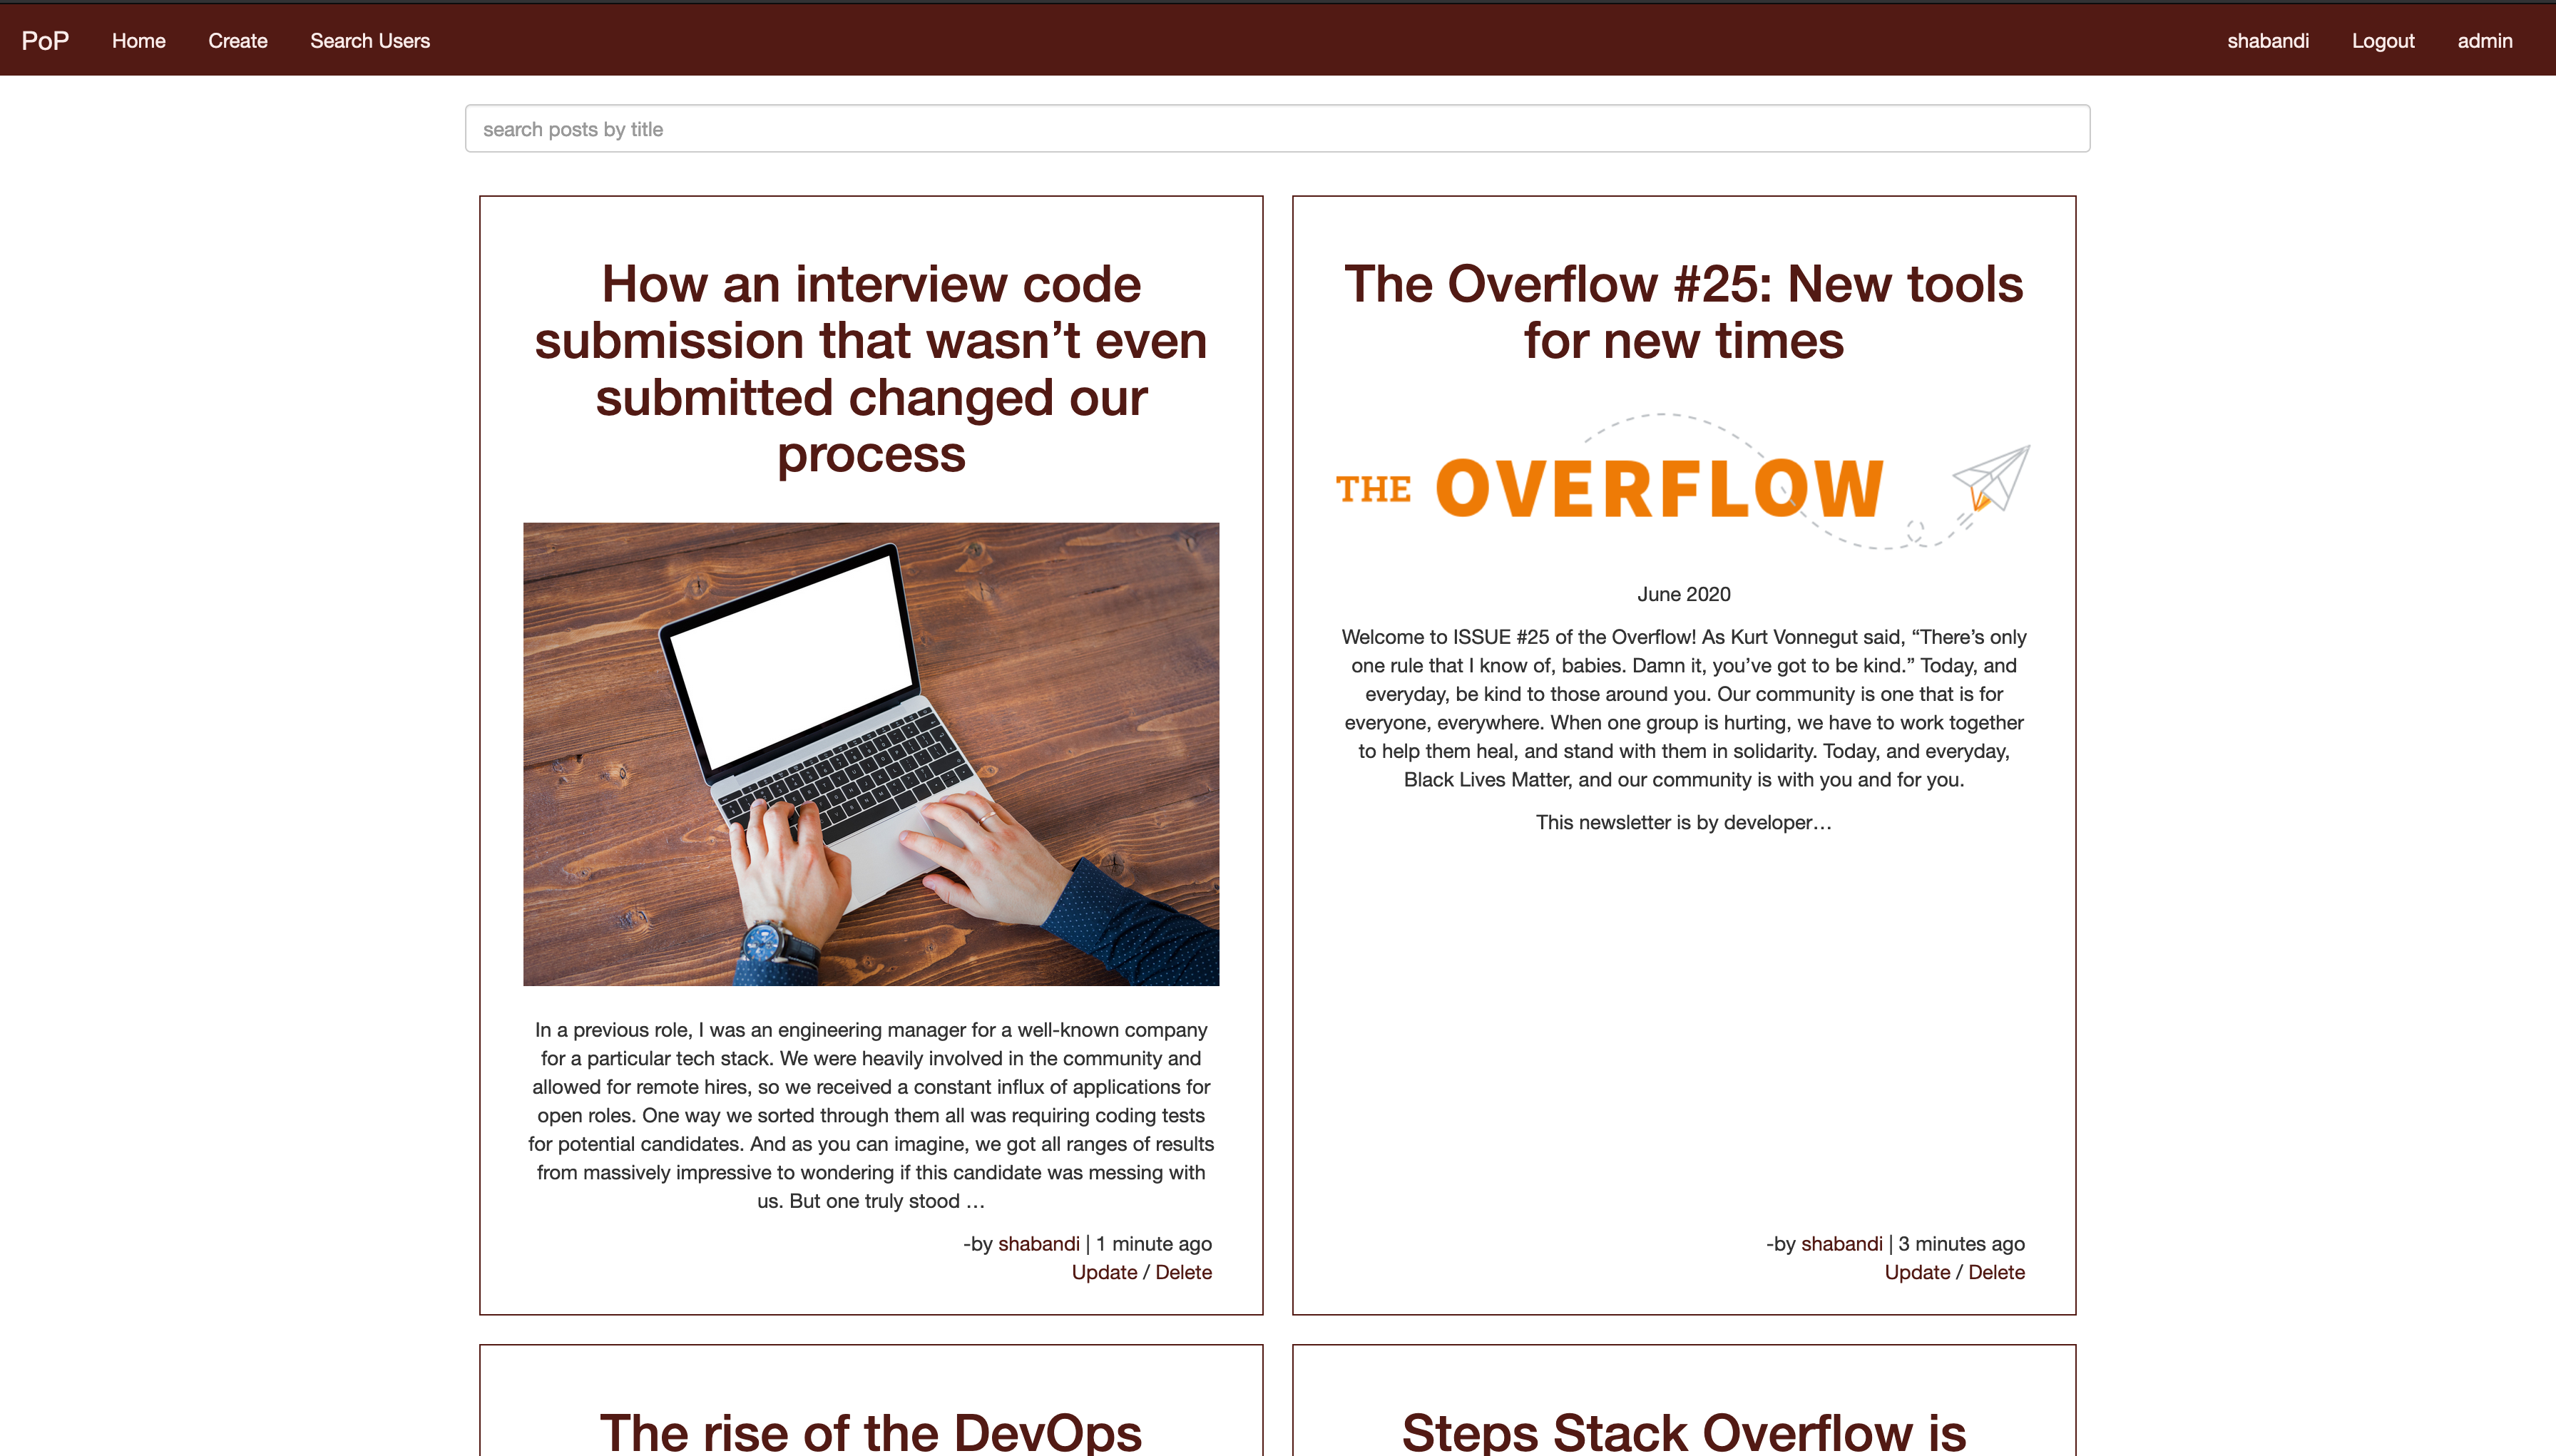 PoP Home Create Search Users shabandi Logout admin
search posts by title
How an interview code
submission that wasn’t even
submitted changed our
process
In a previous role, I was an engineering manager for a well-known company
for a particular tech stack. We were heavily involved in the community and
allowed for remote hires, so we received a constant influx of applications for
open roles. One way we sorted through them all was requiring coding tests
for potential candidates. And as you can imagine, we got all ranges of results
from massively impressive to wondering if this candidate was messing with
us. But one truly stood …
-by shabandi | 1 minute ago
Update / Delete
The Overflow #25: New tools
for new times
THE OVERFLOW
June 2020
Welcome to ISSUE #25 of the Overflow! As Kurt Vonnegut said, “There’s only
one rule that I know of, babies. Damn it, you’ve got to be kind.” Today, and
everyday, be kind to those around you. Our community is one that is for
everyone, everywhere. When one group is hurting, we have to work together
to help them heal, and stand with them in solidarity. Today, and everyday,
Black Lives Matter, and our community is with you and for you.
This newsletter is by developer…
-by shabandi | 3 minutes ago
Update / Delete
The rise of the DevOps
Steps Stack Overflow is